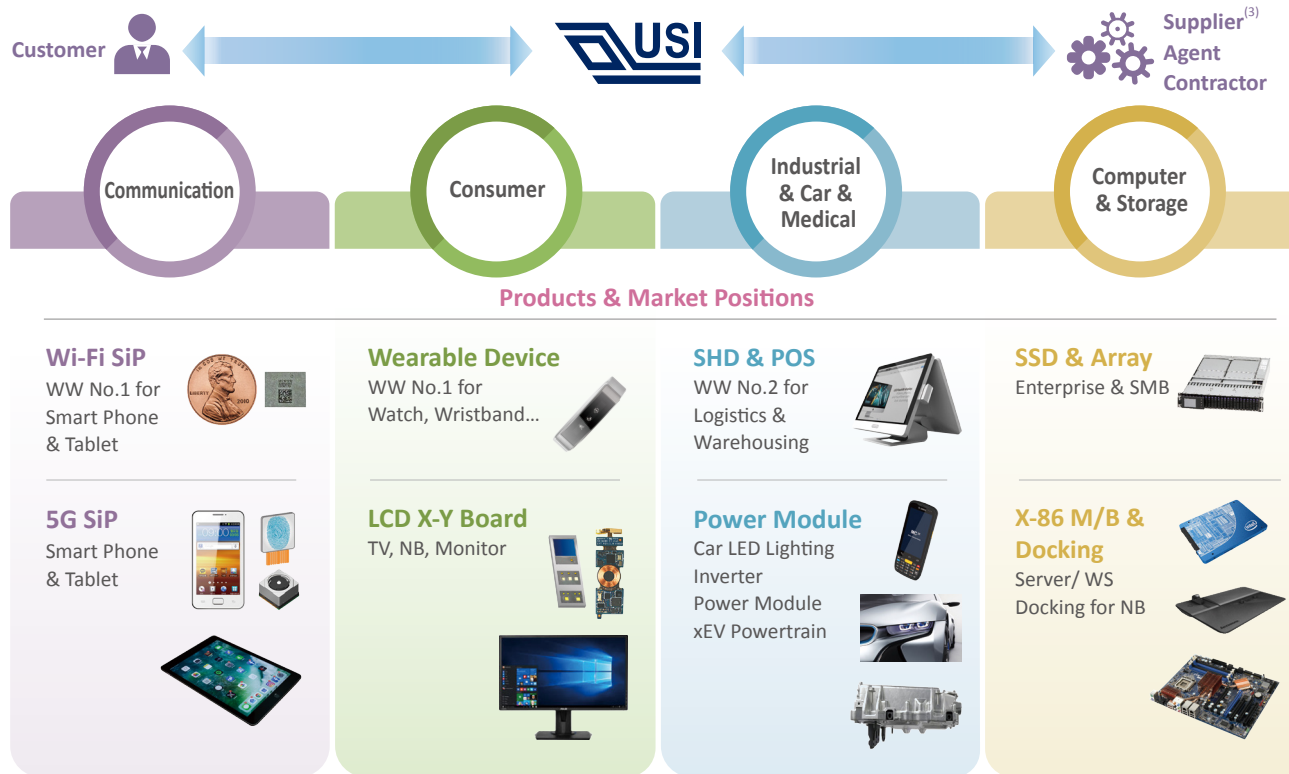 Customer
USI
Supplier(3)
Agent
Contractor
Communication
Consumer
Industrial
& Car &
Medical
Computer
& Storage
Products & Market Positions
Wi-Fi SiP
WW No.1 for
Smart Phone
& Tablet
5G SiP
Smart Phone
& Tablet
Wearable Device
WW No.1 for
Watch, Wristband...
LCD X-Y Board
TV, NB, Monitor
SHD & POS
WW No.2 for
Logistics &
Warehousing
Power Module
Car LED Lighting
Inverter
Power Module
xEV Powertrain
SSD & Array
Enterprise & SMB
X-86 M/B &
Docking
Server/ WS
Docking for NB